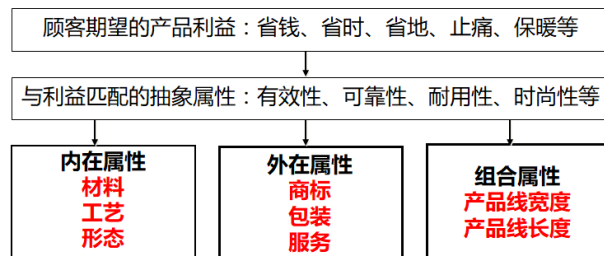 顾客期望的产品利益：省钱、省时、省地、止痛、保暖等
与利益匹配的抽象属性：有效性、可靠性、耐用性、时尚性等
内在属性
材料
工艺
形态
外在属性
商标
包装
服务
组合属性
产品线宽度
产品线长度